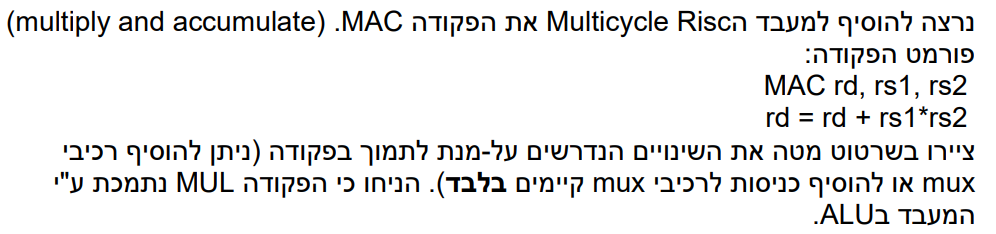 נרצה להוסיף למעבד הMulticycle Risc את הפקודה MAC. (multiply and accumulate)
פורמט הפקודה:
MAC rd, rs1, rs2
rd = rd + rs1*rs2
ציירו בשרטוט מטה את השינויים הנדרשים על-מנת לתמוך בפקודה (ניתן להוסיף רכיבי
mux או להוסיף כניסות לרכיבי mux קיימים בלבד). הניחו כי הפקודה MUL נתמכת ע"י
המעבד בALU.